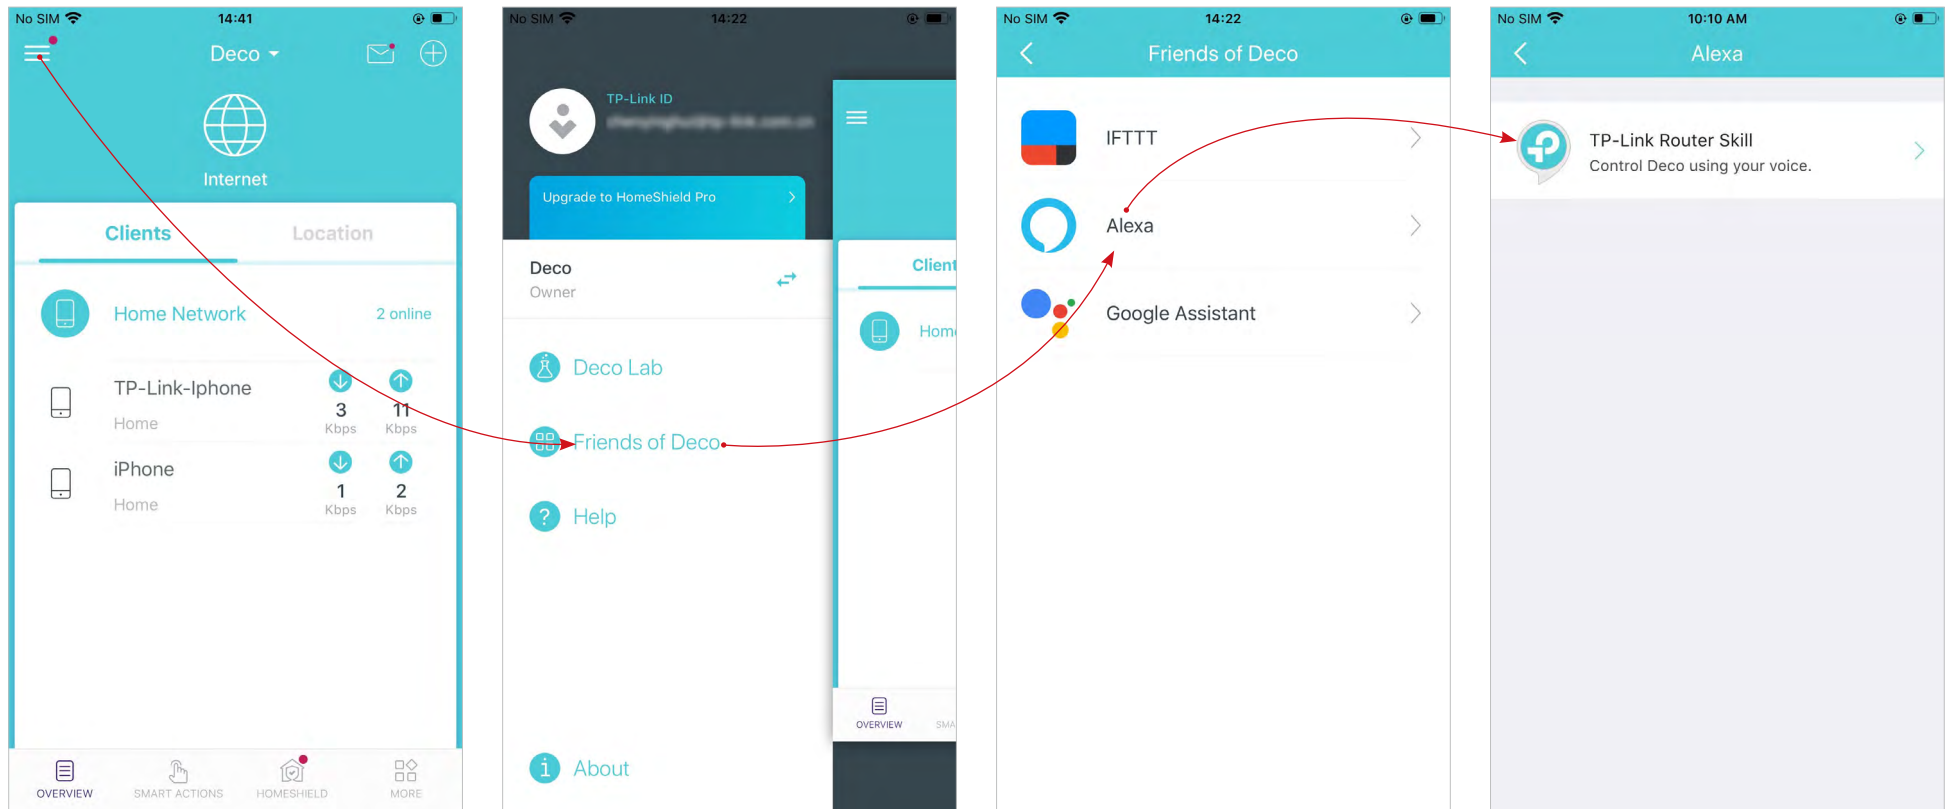 No SIM
14:41
Deco
Internet
Clients
Location
Home Network
2 online
TP-Link-Iphone
Home
3
Kbps
11
Kbps
iPhone
Home
1
Kbps
2
Kbps
OVERVIEW
SMART ACTIONS
HOMESHIELD
MORE
No SIM
14:22
TP-Link ID
Upgrade to HomeShield Pro
Deco
Owner
Deco Lab
Friends of Deco
Help
About
Client
Hom
OVERVIEW
SMA
No SIM
14:22
Friends of Deco
IFTTT
Alexa
Google Assistant
No SIM
10:10 AM
Alexa
TP-Link Router Skill
Control Deco using your voice.